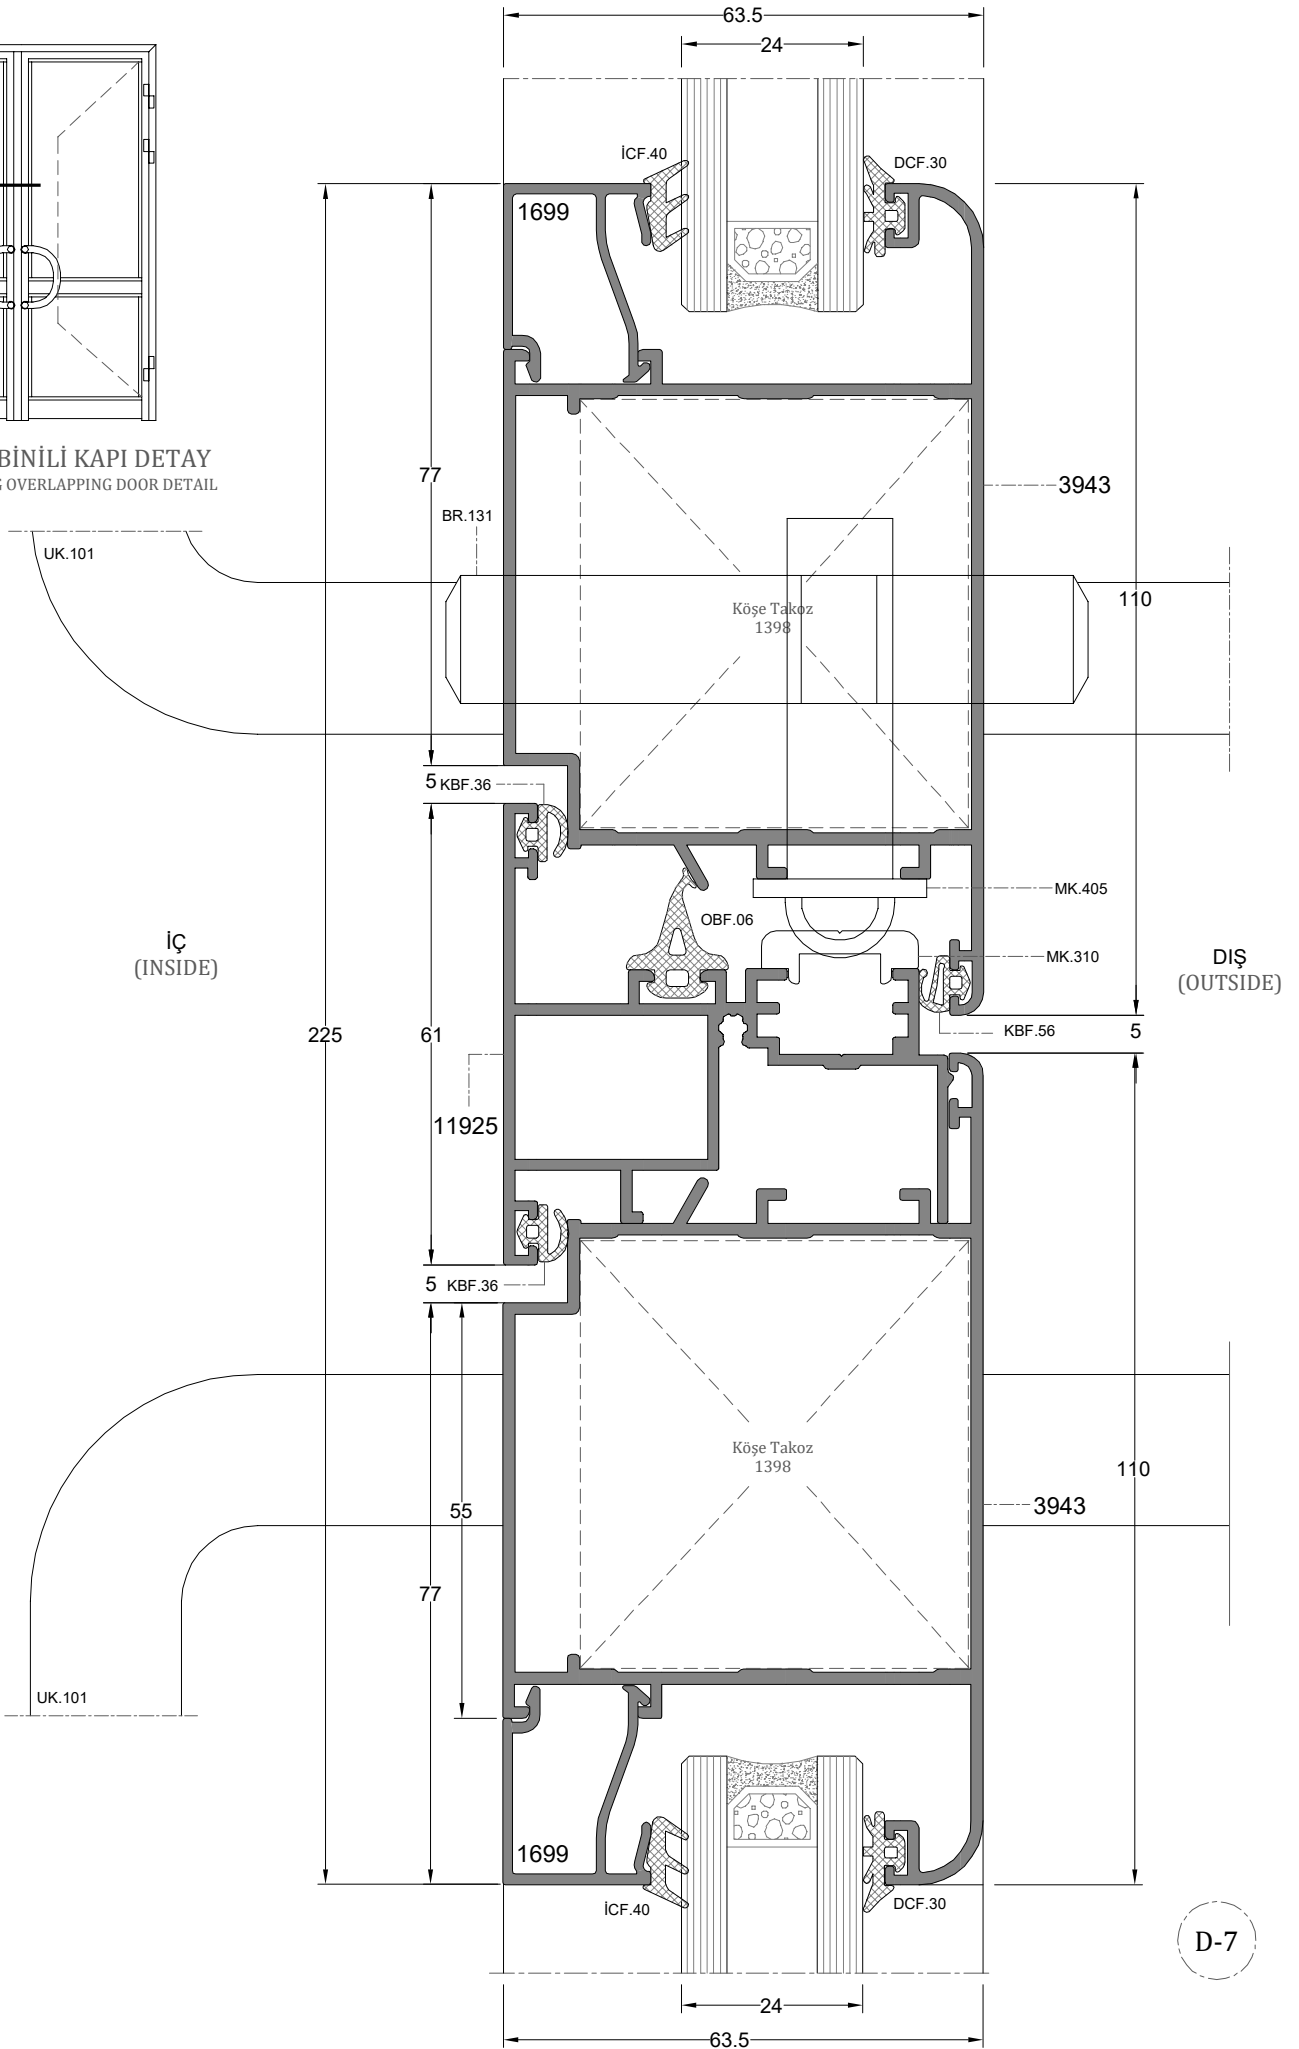 63.5
24
İCF.40
DCF.30
1699
BİNİLİ KAPI DETAY
OVERLAPPING DOOR DETAIL
77
3943
BR.131
UK.101
110
Köşe Takoz
1398
5
KBF.36
MK.405
OBF.06
İÇ
(INSIDE)
MK.310
DIŞ
(OUTSIDE)
225
61
KBF.56
5
11925
5
KBF.36
Köşe Takoz
1398
110
55
3943
77
UK.101
1699
İCF.40
DCF.30
D-7
24
63.5